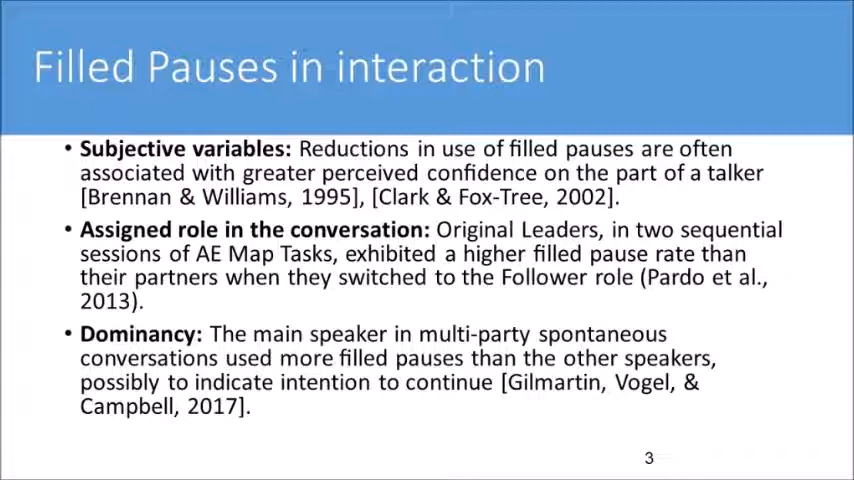 Filled Pauses in interaction
• Subjective variables: Reductions in use of filled pauses are often
associated with greater perceived confidence on the part of a talker
[Brennan & Williams, 1995], [Clark & Fox-Tree, 2002].
• Assigned role in the conversation: Original Leaders, in two sequential
sessions of AE Map Tasks, exhibited a higher filled pause rate than
their partners when they switched to the Follower role (Pardo et al.,
2013).
• Dominancy: The main speaker in multi-party spontaneous
conversations used more filled pauses than the other speakers,
possibly to indicate intention to continue [Gilmartin, Vogel, &
Campbell, 2017].
3